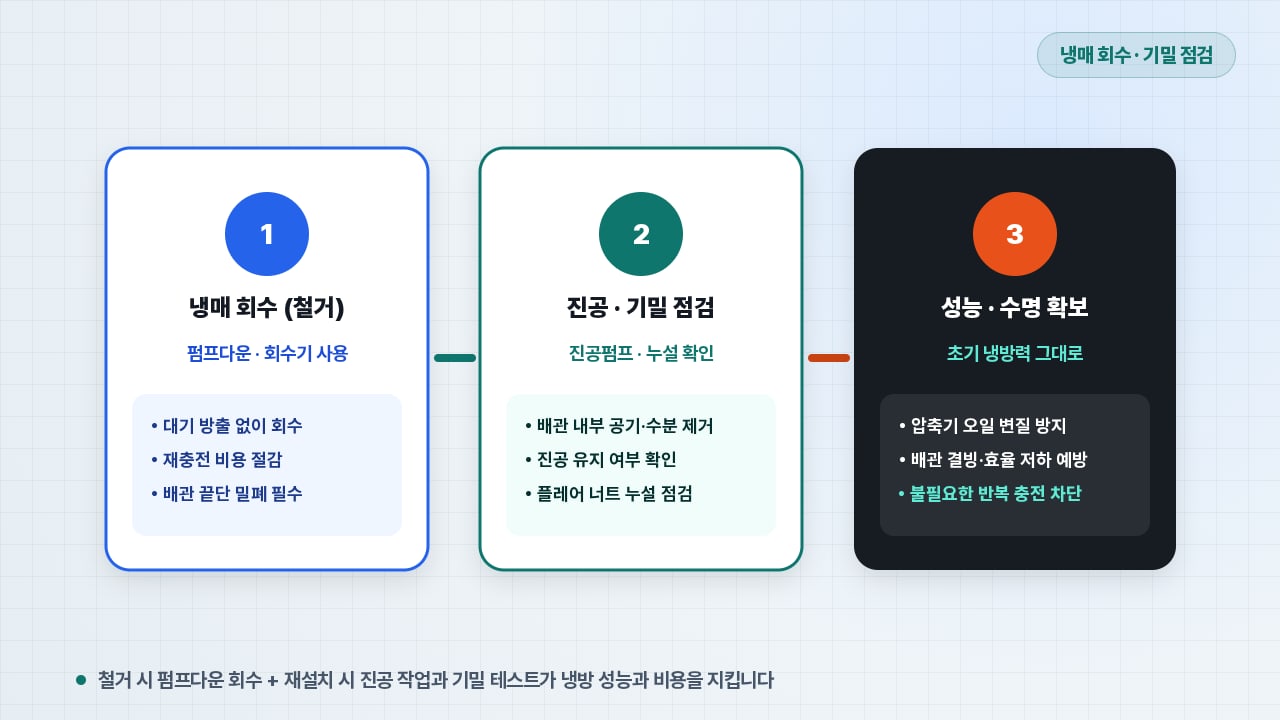 냉매 회수 · 기밀 점검
1
냉매 회수 (철거)
펌프다운 · 회수기 사용
• 대기 방출 없이 회수
• 재충전 비용 절감
• 배관 끝단 밀폐 필수
2
진공 · 기밀 점검
진공펌프 · 누설 확인
• 배관 내부 공기·수분 제거
• 진공 유지 여부 확인
• 플레어 너트 누설 점검
3
성능 · 수명 확보
초기 냉방력 그대로
• 압축기 오일 변질 방지
• 배관 결빙·효율 저하 예방
• 불필요한 반복 충전 차단
철거 시 펌프다운 회수 + 재설치 시 진공 작업과 기밀 테스트가 냉방 성능과 비용을 지킵니다